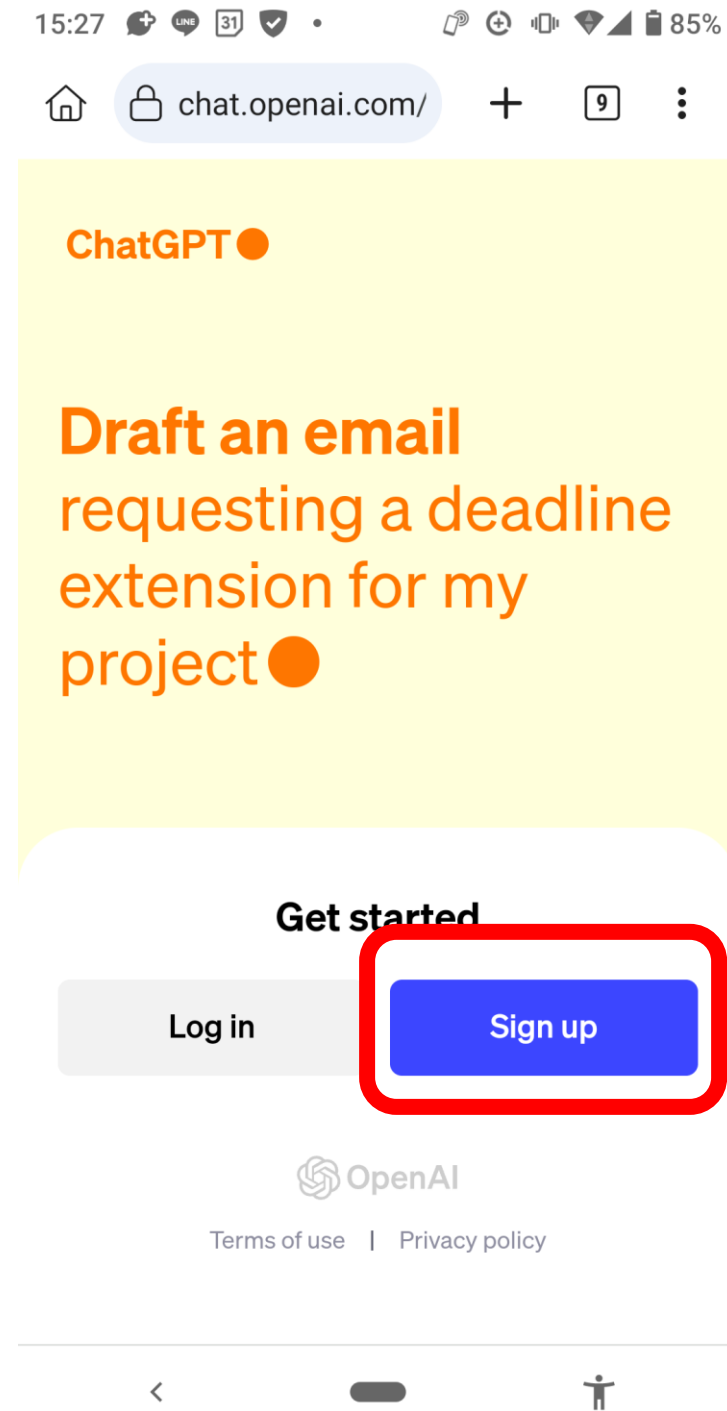 15:27 LINE 31 85%
chat.openai.com/ 9
ChatGPT
Draft an email
requesting a deadline
extension for my
project
Get started
Log in Sign up
OpenAI
Terms of use | Privacy policy